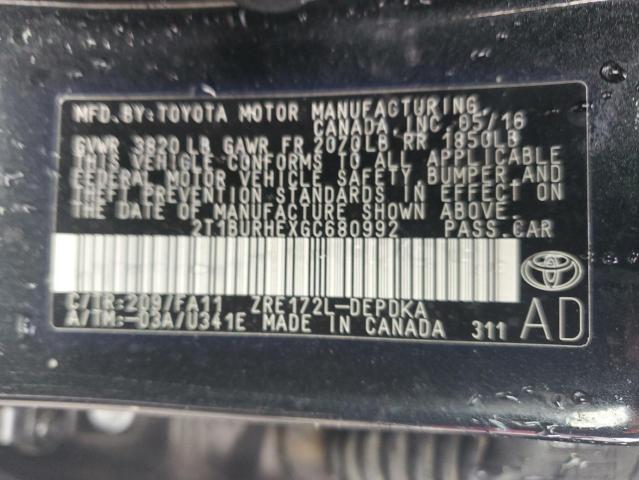 MFD.BY:TOYOTA MOTOR MANUFACTURING
CANADA, INC. 05/16
GVWR 3820 LB GAWR FR 2070LB RR 1850LB
THIS VEHICLE CONFORMS TO ALL APPLICABLE
FEDERAL MOTOR VEHICLE SAFETY, BUMPER AND
THEFT PREVENTION STANDARDS IN EFFECT ON
THE DATE OF MANUFACTURE SHOWN ABOVE.
2T1BURHEXGC680992 PASS.CAR
C/TR:209/FA11 ZRE172L-DEPDKA
A/TM:-03A/U341E MADE IN CANADA 311
AD